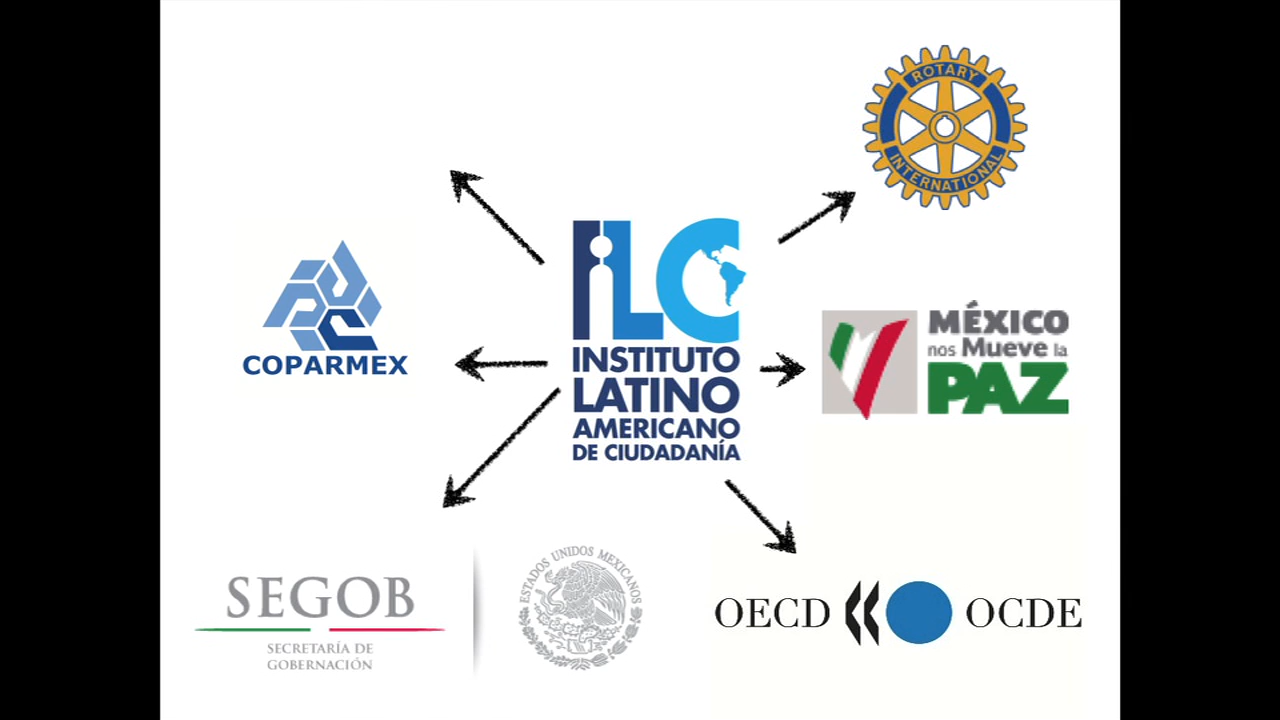 ROTARY
INTERNATIONAL
COPARMEX
iLC
INSTITUTO
LATINO
AMERICANO
DE CIUDADANÍA
MÉXICO
nos Mueve la
PAZ
SEGOB
SECRETARÍA DE
GOBERNACIÓN
ESTADOS UNIDOS MEXICANOS
OECD OCDE